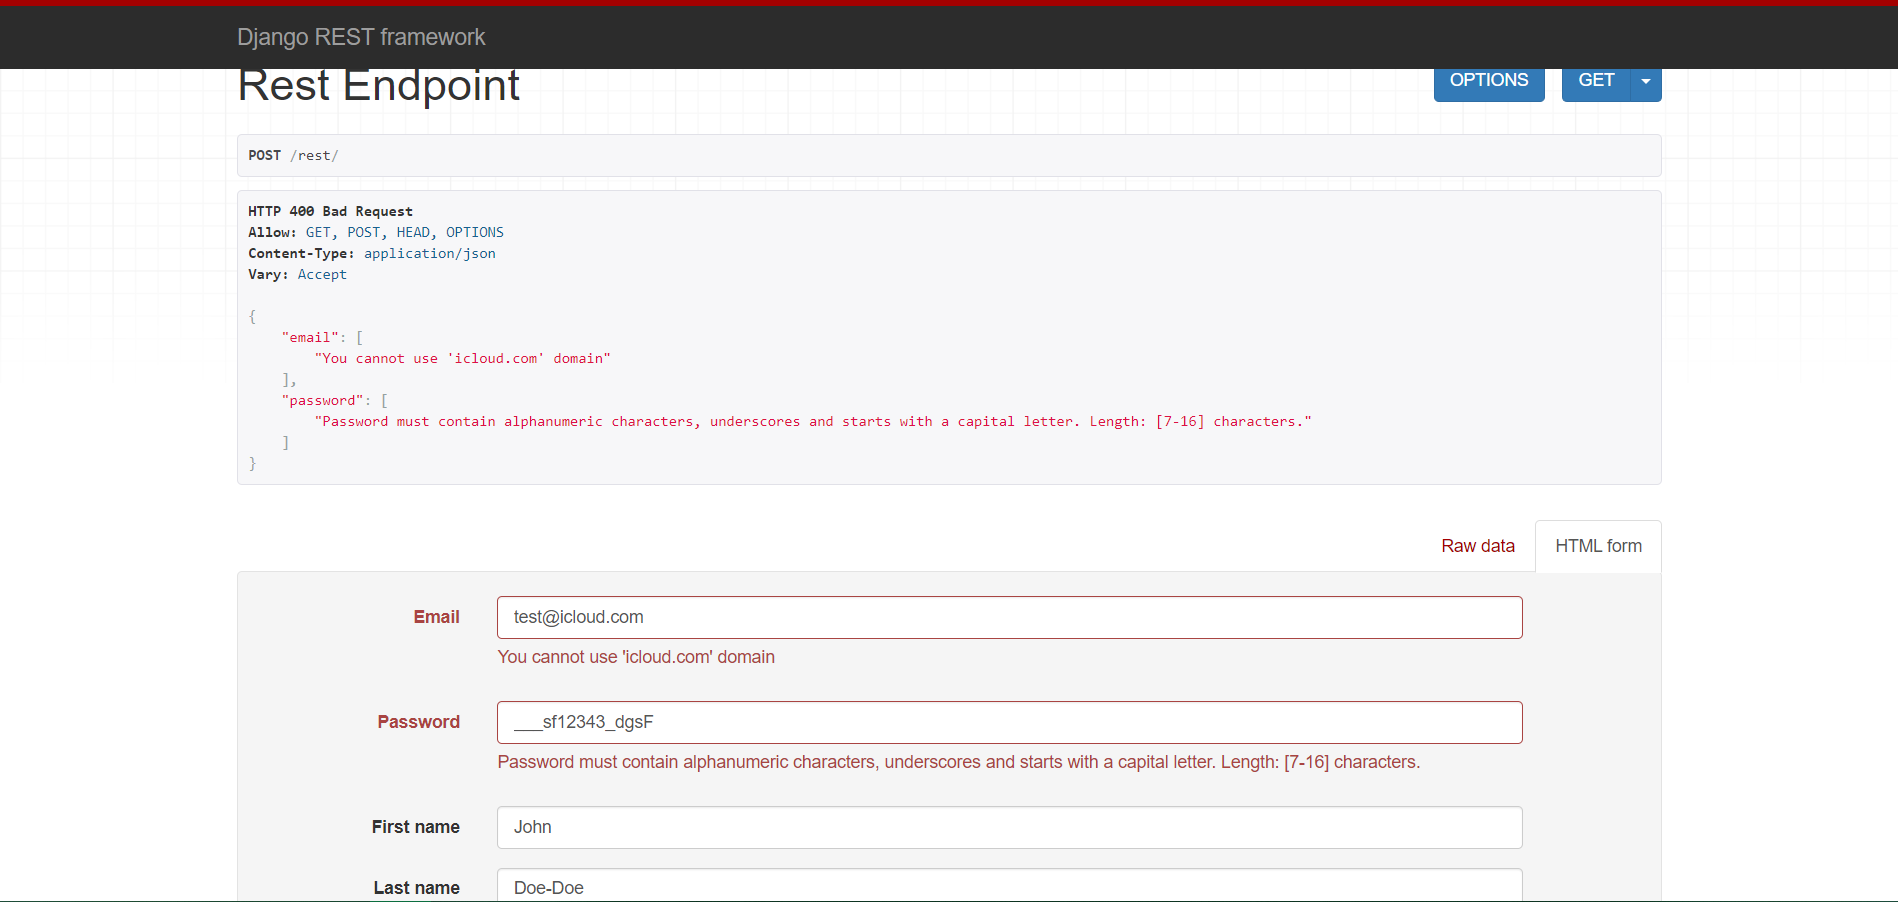 Django REST framework
Rest Endpoint
OPTIONS
GET
POST /rest/
HTTP 400 Bad Request
Allow: GET, POST, HEAD, OPTIONS
Content-Type: application/json
Vary: Accept
{
    "email": [
        "You cannot use 'icloud.com' domain"
    ],
    "password": [
        "Password must contain alphanumeric characters, underscores and starts with a capital letter. Length: [7-16] characters."
    ]
}
Raw data
HTML form
Email
test@icloud.com
You cannot use 'icloud.com' domain
Password
___sf12343_dgsF
Password must contain alphanumeric characters, underscores and starts with a capital letter. Length: [7-16] characters.
First name
John
Last name
Doe-Doe